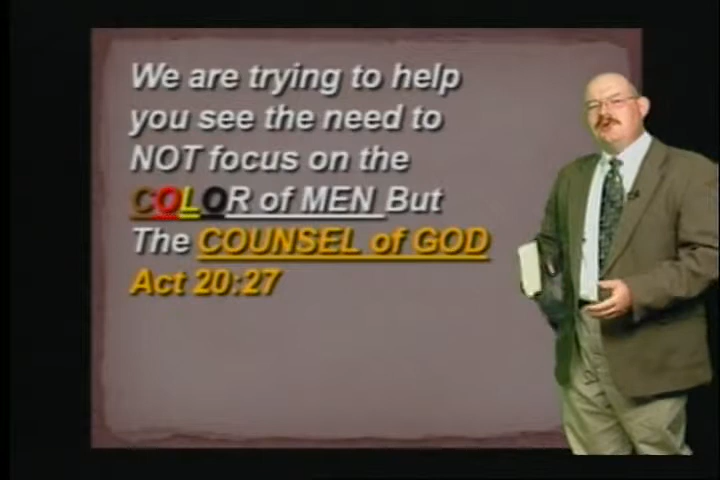 We are trying to help
you see the need to
NOT focus on the
COLOR of MEN But
The COUNSEL of GOD
Act 20:27